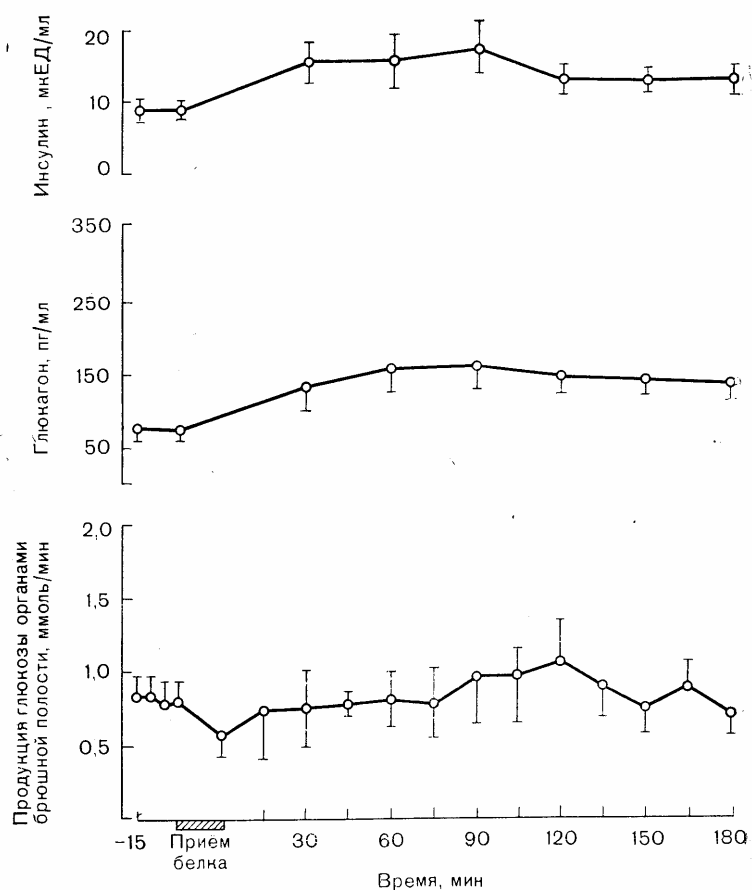 Инсулин, мкЕД/мл
20
10
0
Глюкагон, пг/мл
350
250
150
50
Продукция глюкозы органами
брюшной полости, ммоль/мин
2,0
1,5
1,0
0,5
-15 Приём 30 60 90 120 150 180
белка
Время, мин